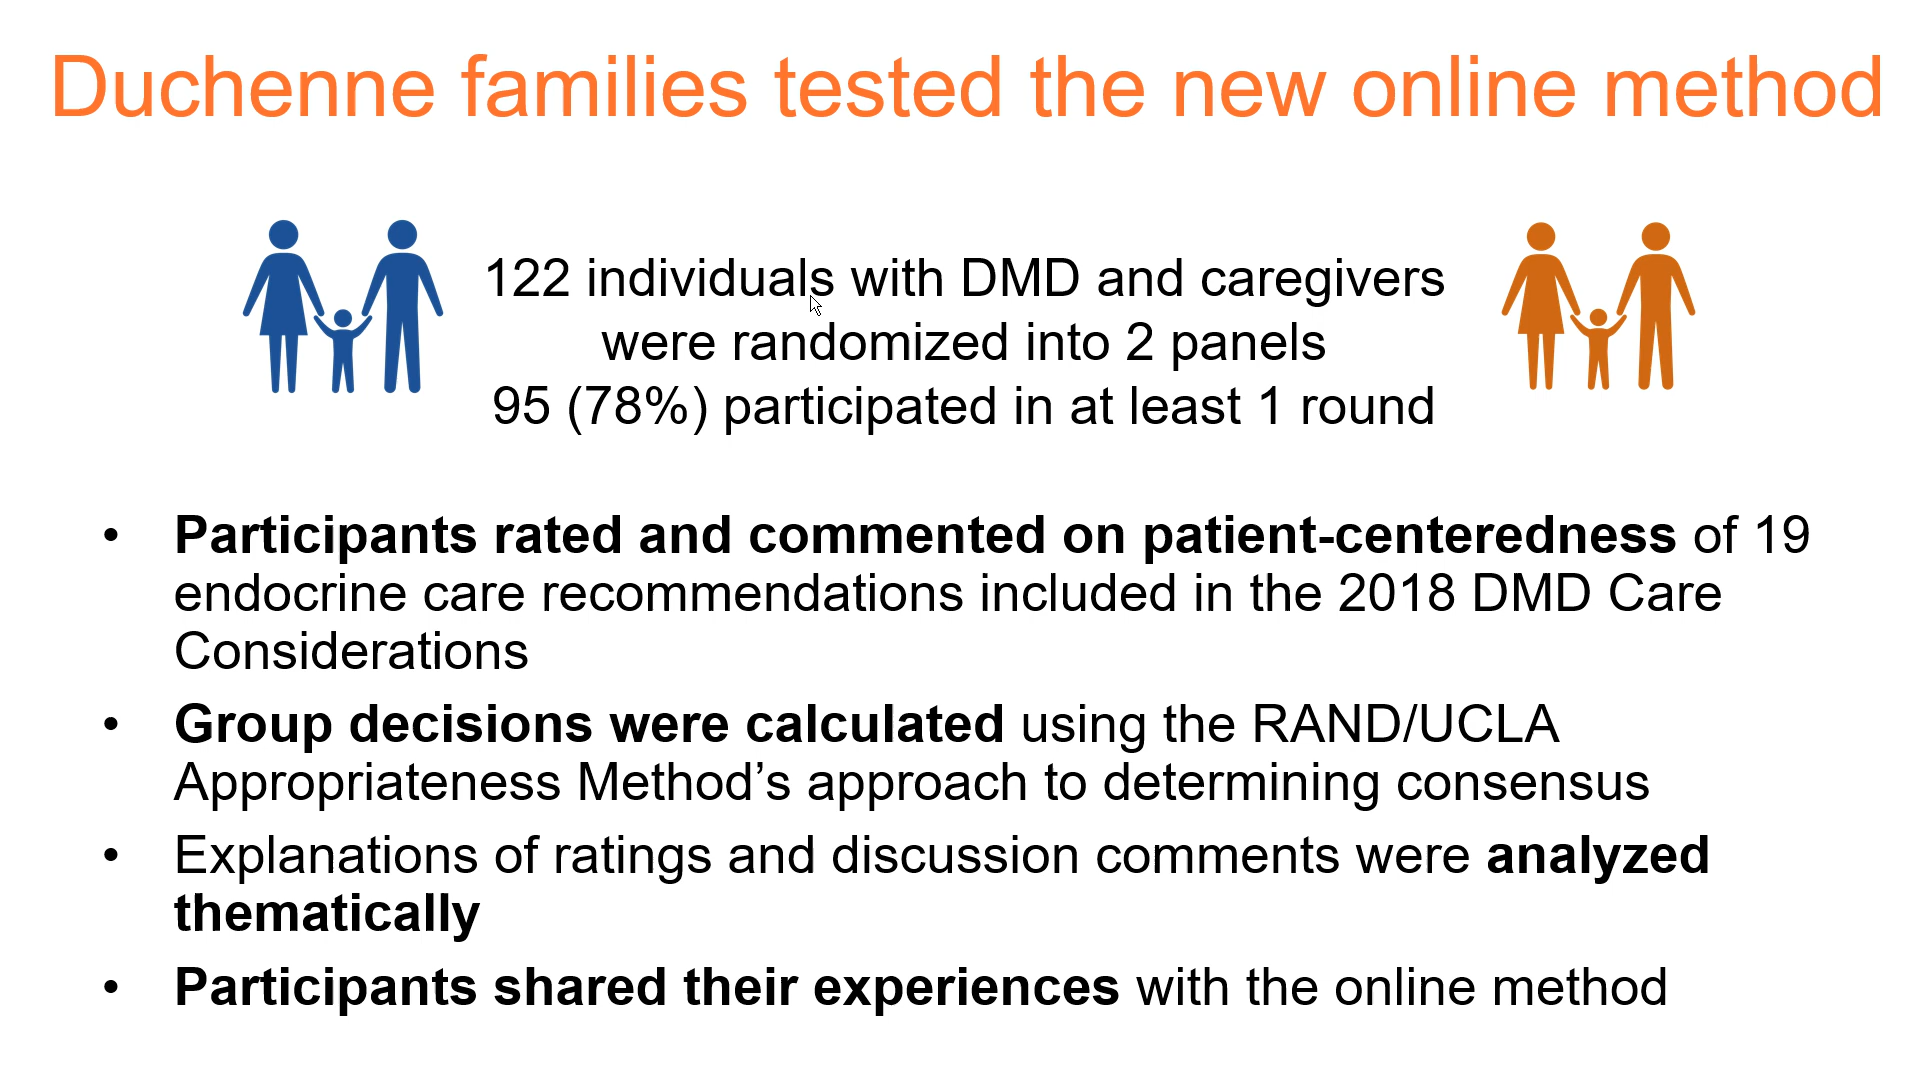 Duchenne families tested the new online method
122 individuals with DMD and caregivers
were randomized into 2 panels
95 (78%) participated in at least 1 round
• Participants rated and commented on patient-centeredness of 19
endocrine care recommendations included in the 2018 DMD Care
Considerations
• Group decisions were calculated using the RAND/UCLA
Appropriateness Method’s approach to determining consensus
• Explanations of ratings and discussion comments were analyzed
thematically
• Participants shared their experiences with the online method